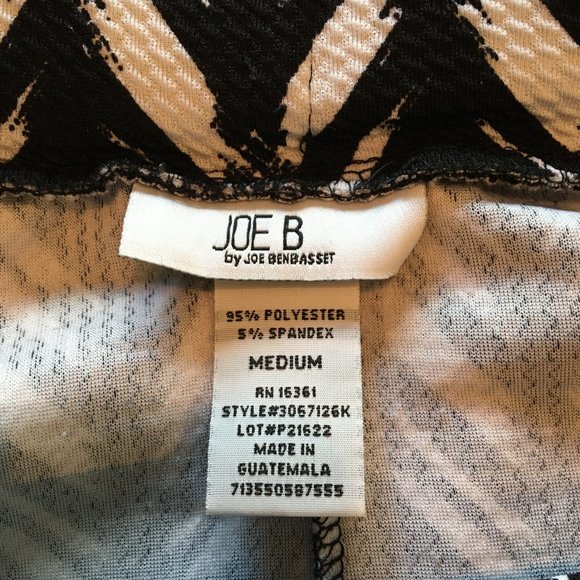 JOE B
by JOE BENBASSET
95% POLYESTER
5% SPANDEX
MEDIUM
RN 16361
STYLE#3067126K
LOT#P21622
MADE IN
GUATEMALA
713550587555